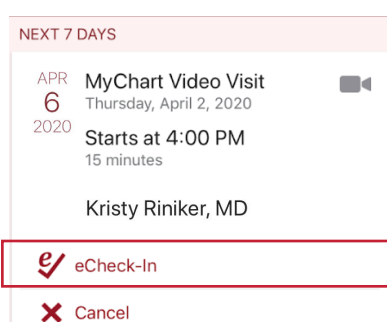 NEXT 7 DAYS
APR
6
2020
MyChart Video Visit
Thursday, April 2, 2020
Starts at 4:00 PM
15 minutes
Kristy Riniker, MD
eCheck-In
Cancel